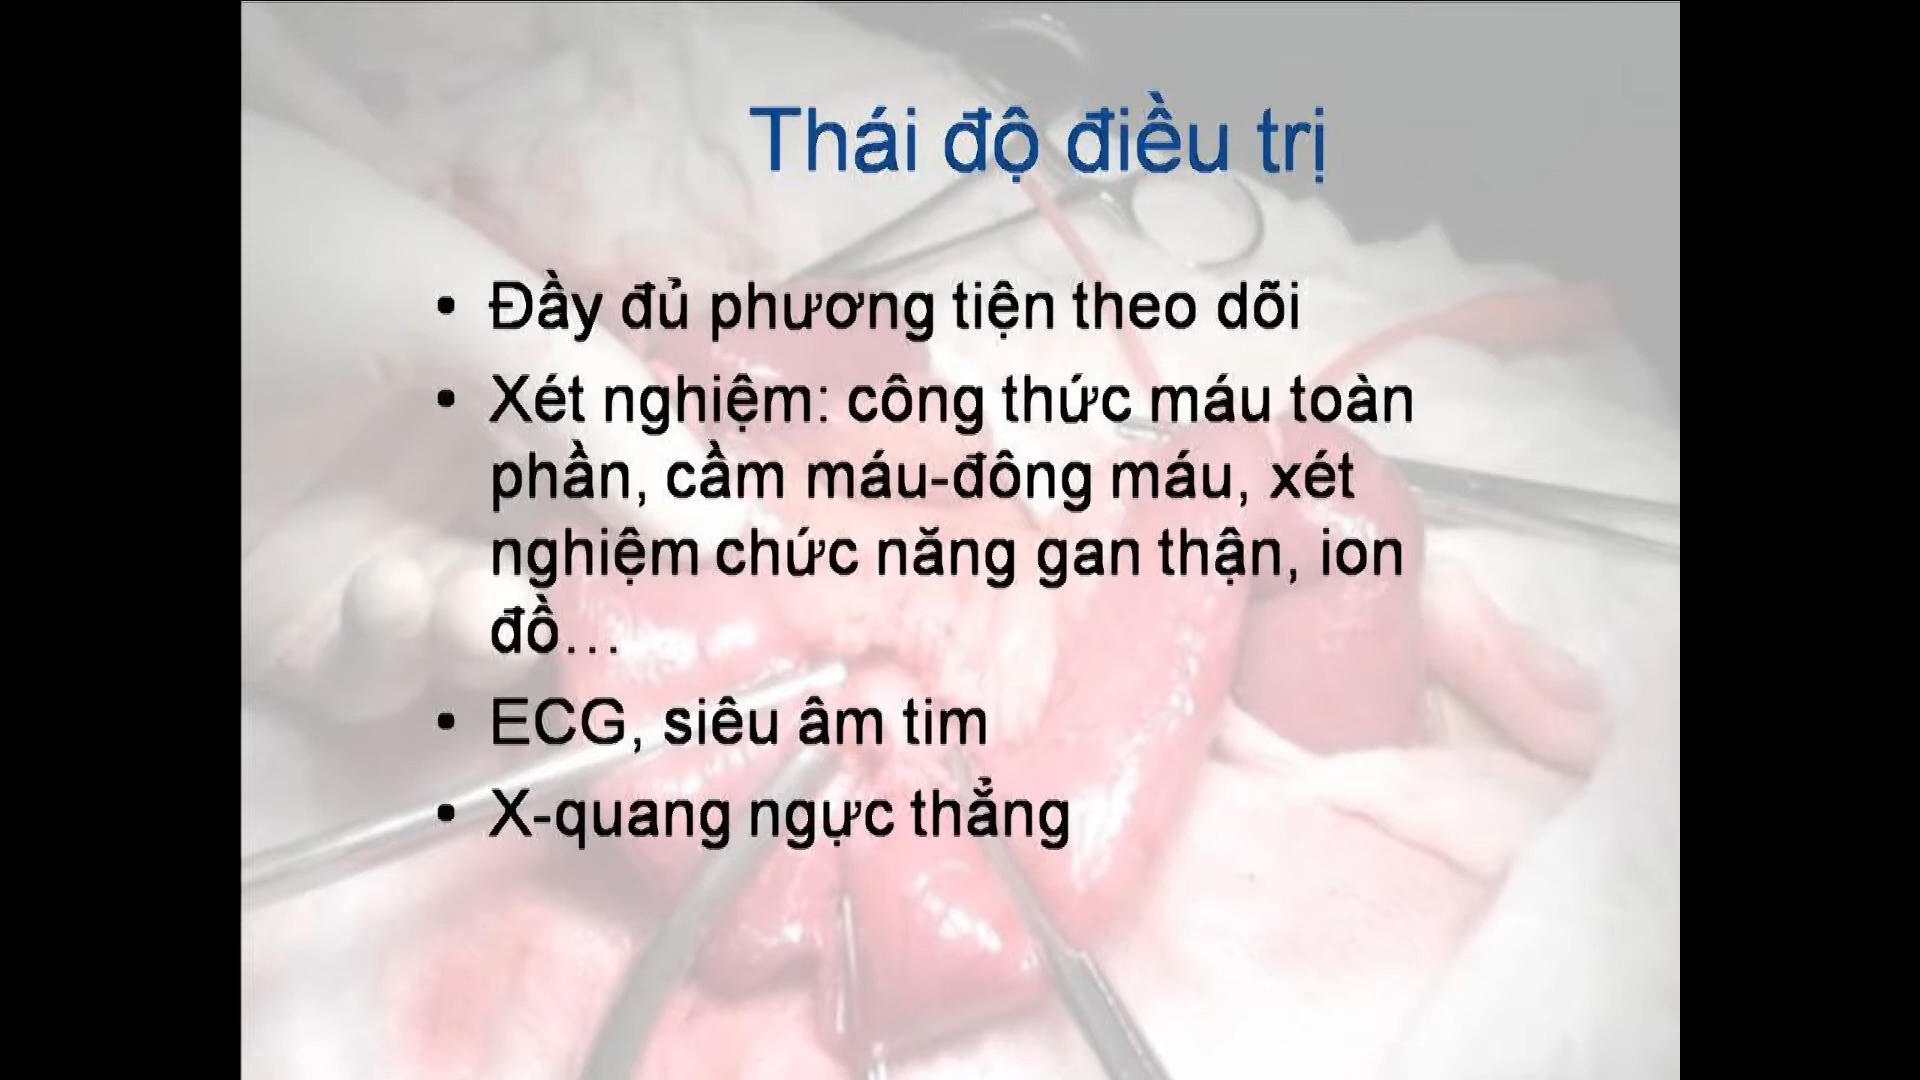 Thái độ điều trị
• Đầy đủ phương tiện theo dõi
• Xét nghiệm: công thức máu toàn
phần, cầm máu-đông máu, xét
nghiệm chức năng gan thận, ion
đồ...
• ECG, siêu âm tim
• X-quang ngực thẳng